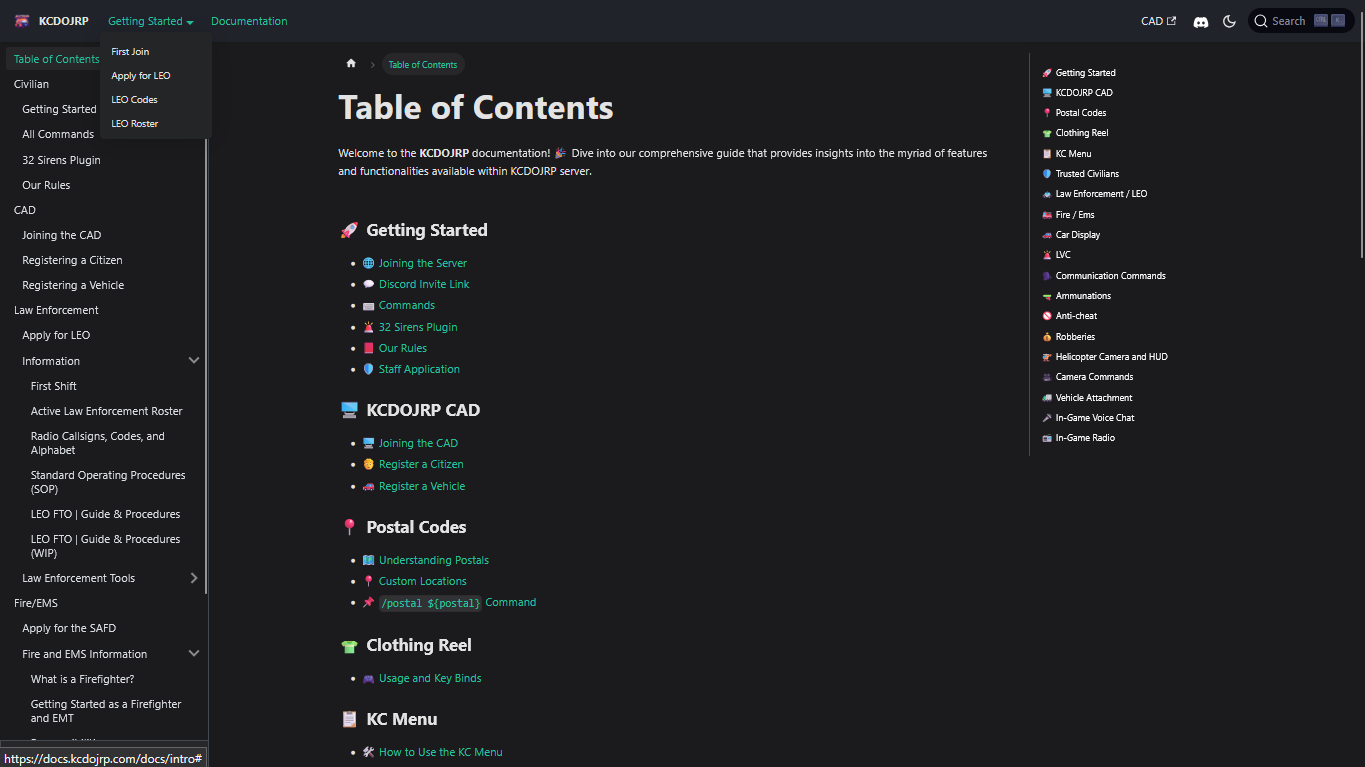 KCDOJRP
Getting Started
Documentation
CAD
Search
First Join
Apply for LEO
LEO Codes
LEO Roster
Table of Contents
Civilian
Getting Started
All Commands
32 Sirens Plugin
Our Rules
CAD
Joining the CAD
Registering a Citizen
Registering a Vehicle
Law Enforcement
Apply for LEO
Information
First Shift
Active Law Enforcement Roster
Radio Callsigns, Codes, and
Alphabet
Standard Operating Procedures
(SOP)
LEO FTO | Guide & Procedures
LEO FTO | Guide & Procedures
(WIP)
Law Enforcement Tools
Fire/EMS
Apply for the SAFD
Fire and EMS Information
What is a Firefighter?
Getting Started as a Firefighter
and EMT
https://docs.kcdojrp.com/docs/intro#
Table of Contents
Table of Contents
Welcome to the KCDOJRP documentation! 🎉 Dive into our comprehensive guide that provides insights into the myriad of features
and functionalities available within KCDOJRP server.
🚀 Getting Started
🌐 Joining the Server
💬 Discord Invite Link
⌨️ Commands
🚨 32 Sirens Plugin
📕 Our Rules
🛡️ Staff Application
🖥️ KCDOJRP CAD
🖥️ Joining the CAD
🧑 Register a Citizen
🚗 Register a Vehicle
📍 Postal Codes
🗺️ Understanding Postals
📍 Custom Locations
📌 /postal ${postal} Command
👕 Clothing Reel
🎮 Usage and Key Binds
📋 KC Menu
🛠️ How to Use the KC Menu
🚀 Getting Started
🖥️ KCDOJRP CAD
📍 Postal Codes
👕 Clothing Reel
📋 KC Menu
🛡️ Trusted Civilians
🚓 Law Enforcement / LEO
🚒 Fire / Ems
🚗 Car Display
🚨 LVC
Communication Commands
🔫 Ammunations
🚫 Anti-cheat
💰 Robberies
🚁 Helicopter Camera and HUD
🎥 Camera Commands
🚛 Vehicle Attachment
🎤 In-Game Voice Chat
📻 In-Game Radio